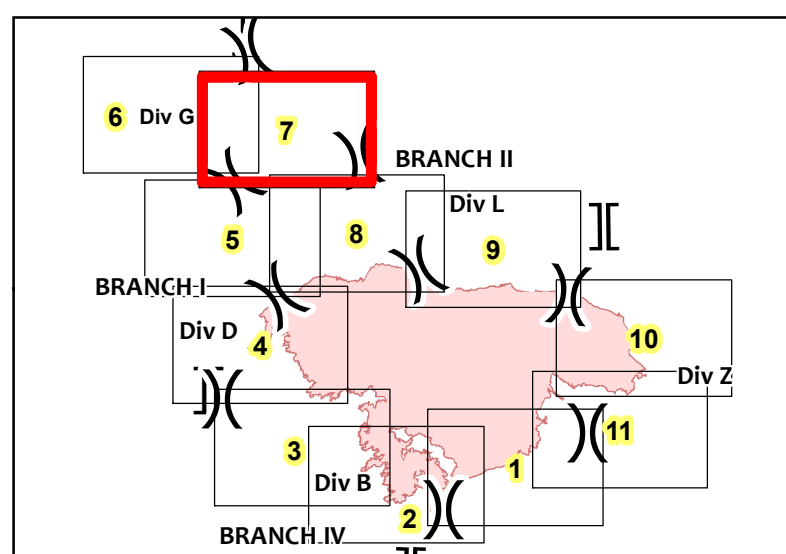 6
Div G
7
BRANCH II
Div L
5
8
9
BRANCH I
Div D
4
10
Div Z
3
11
1
Div B
2
BRANCH IV